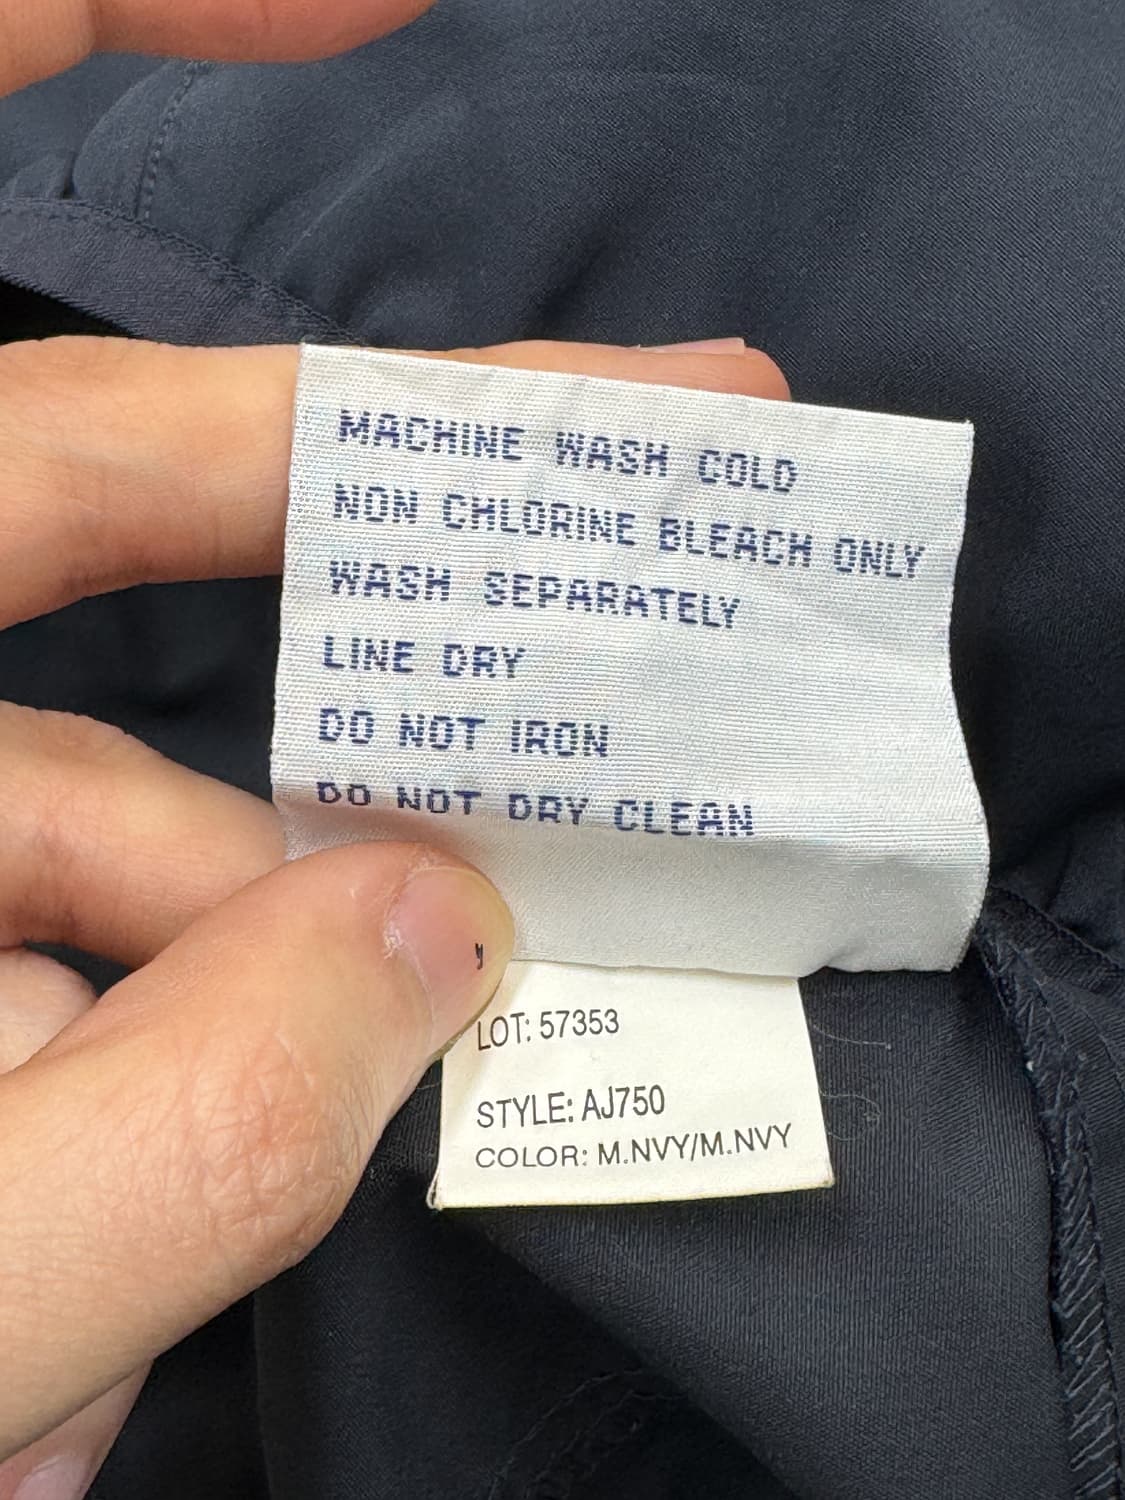 MACHINE WASH COLD
NON CHLORINE BLEACH ONLY
WASH SEPARATELY
LINE DRY
DO NOT IRON
DO NOT DRY CLEAN
LOT: 57353
STYLE: AJ750
COLOR: M.NVY/M.NVY